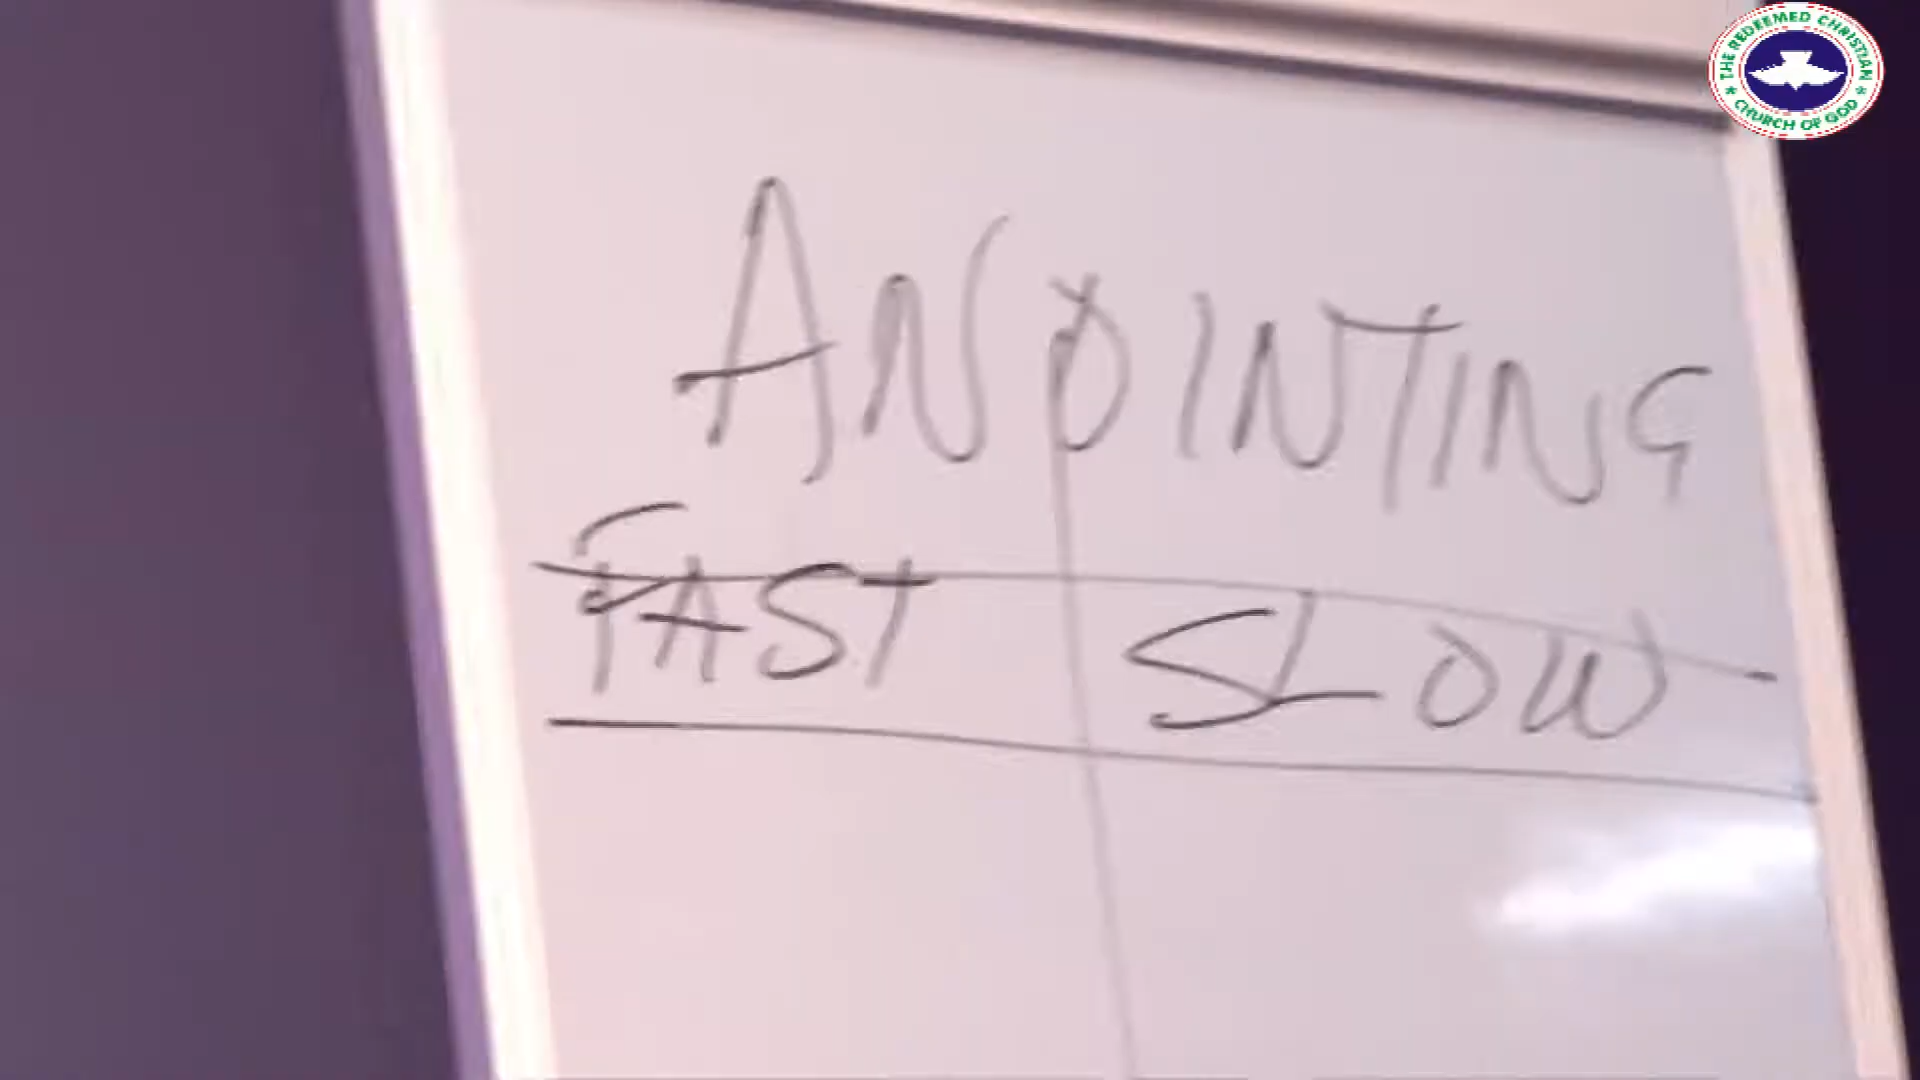 THE REDEEMED CHRISTIAN
CHURCH OF GOD
ANOINTING
FAST SLOW